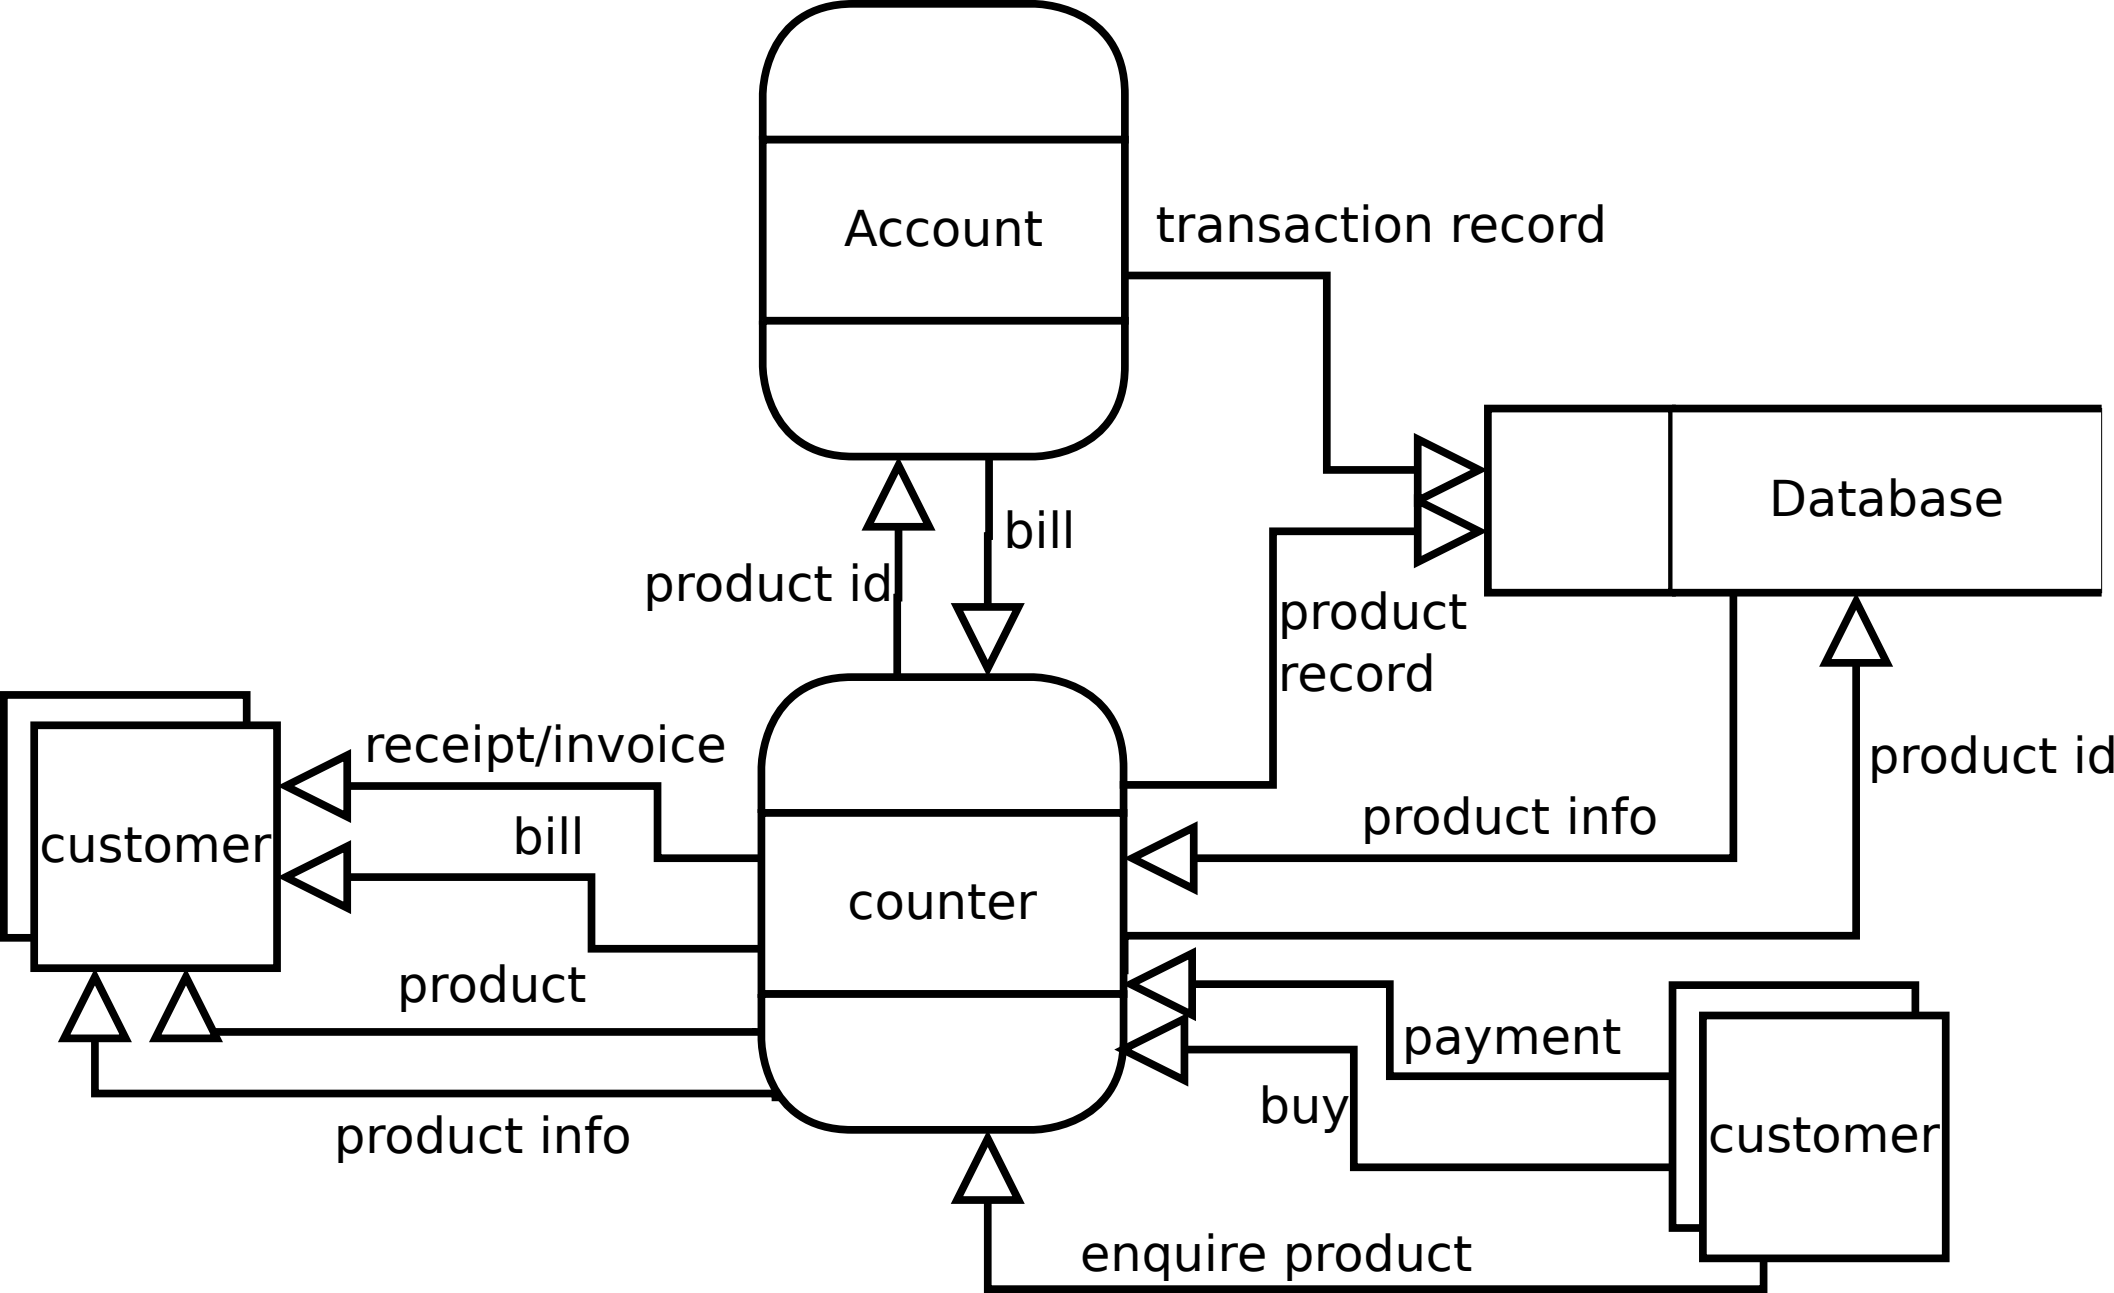 Account
transaction record
Database
bill
product id
product
record
receipt/invoice
product id
product info
bill
customer
counter
product
payment
buy
product info
customer
enquire product